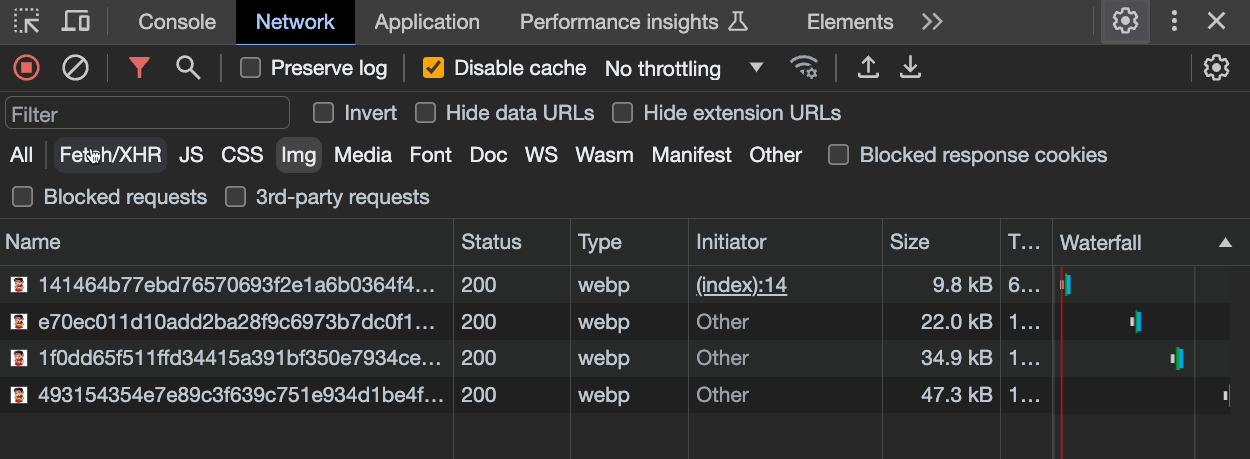 Console Network Application Performance insights Elements
Preserve log Disable cache No throttling
Filter Invert Hide data URLs Hide extension URLs
All Fetch/XHR JS CSS Img Media Font Doc WS Wasm Manifest Other Blocked response cookies
Blocked requests 3rd-party requests
Name Status Type Initiator Size T... Waterfall
141464b77ebd76570693f2e1a6b0364f4... 200 webp (index):14 9.8 kB 6...
e70ec011d10add2ba28f9c6973b7dc0f1... 200 webp Other 22.0 kB 1...
1f0dd65f511ffd34415a391bf350e7934ce... 200 webp Other 34.9 kB 1...
493154354e7e89c3f639c751e934d1be4f... 200 webp Other 47.3 kB 1...